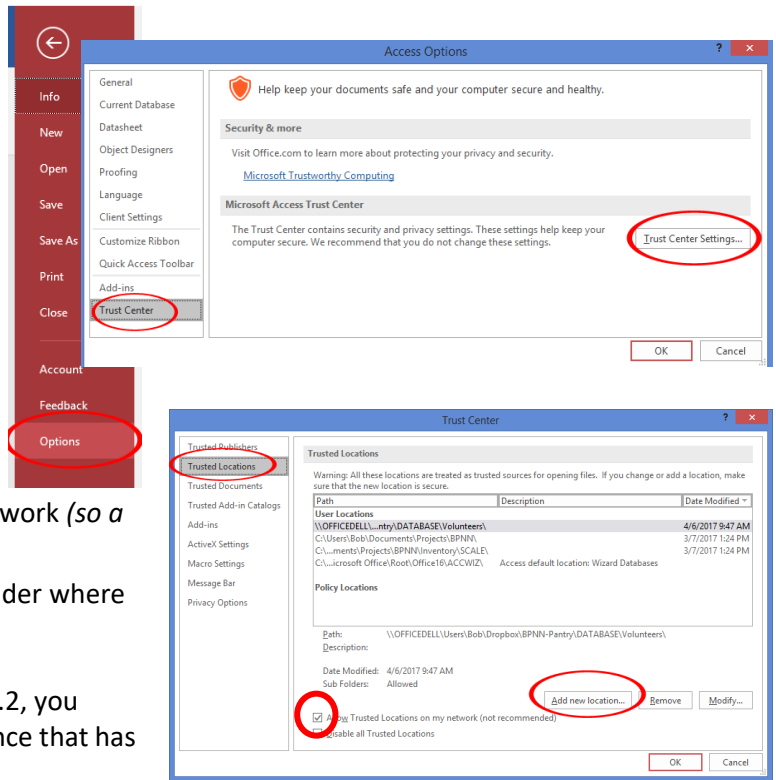 Info
New
Open
Save
Save As
Print
Close
Account
Feedback
Options
Access Options
?
General
Current Database
Datasheet
Object Designers
Proofing
Language
Client Settings
Customize Ribbon
Quick Access Toolbar
Add-ins
Trust Center
Help keep your documents safe and your computer secure and healthy.
Security & more
Visit Office.com to learn more about protecting your privacy and security.
Microsoft Trustworthy Computing
Microsoft Access Trust Center
The Trust Center contains security and privacy settings. These settings help keep your
computer secure. We recommend that you do not change these settings.
Trust Center Settings...
OK Cancel
work (so a
der where
.2, you
nce that has
Trust Center
?
Trusted Publishers
Trusted Locations
Trusted Documents
Trusted Add-in Catalogs
Add-ins
ActiveX Settings
Macro Settings
Message Bar
Privacy Options
Trusted Locations
Warning: All these locations are treated as trusted sources for opening files. If you change or add a location, make
sure that the new location is secure.
Path Description Date Modified
User Locations
\\OFFICEDELL\...ntry\DATABASE\Volunteers\ 4/6/2017 9:47 AM
C:\Users\Bob\Documents\Projects\BPNN\ 3/7/2017 1:24 PM
C:\...ments\Projects\BPNN\Inventory\SCALE\ 3/7/2017 1:24 PM
C:\...icrosoft Office\Root\Office16\ACCWIZ\ Access default location: Wizard Databases
Policy Locations
Path: \\OFFICEDELL\Users\Bob\Dropbox\BPNN-Pantry\DATABASE\Volunteers\
Description:
Date Modified: 4/6/2017 9:47 AM
Sub Folders: Allowed
Add new location... Remove Modify...
Allow Trusted Locations on my network (not recommended)
Disable all Trusted Locations
OK Cancel